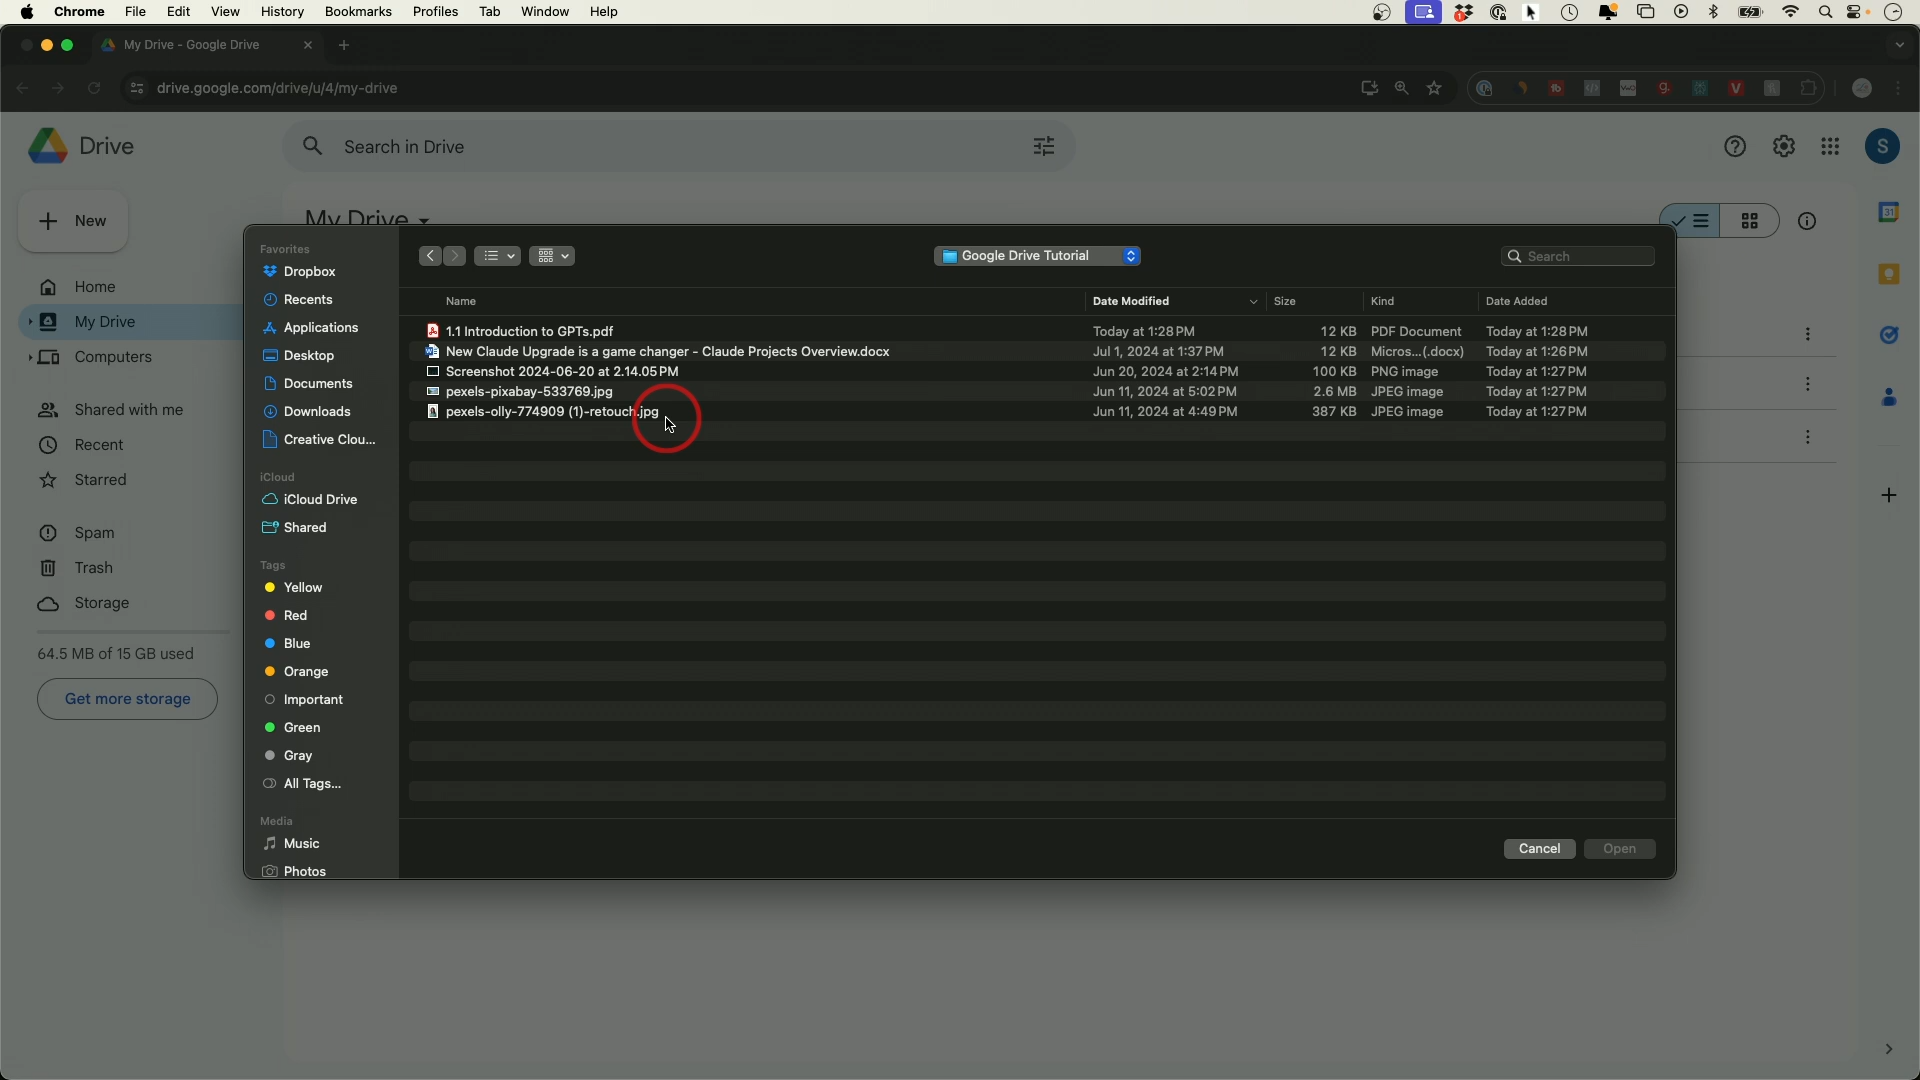 Chrome File Edit View History Bookmarks Profiles Tab Window Help
My Drive - Google Drive
drive.google.com/drive/u/4/my-drive
Drive
Search in Drive
S
New
My Drive
31
Home
My Drive
Computers
Shared with me
Recent
Starred
Spam
Trash
Storage
64.5 MB of 15 GB used
Get more storage
Favorites
Dropbox
Recents
Applications
Desktop
Documents
Downloads
Creative Clou...
iCloud
iCloud Drive
Shared
Tags
Yellow
Red
Blue
Orange
Important
Green
Gray
All Tags...
Media
Music
Photos
Google Drive Tutorial
Search
Name Date Modified Size Kind Date Added
1.1 Introduction to GPTs.pdf Today at 1:28 PM 12 KB PDF Document Today at 1:28 PM
New Claude Upgrade is a game changer - Claude Projects Overview.docx Jul 1, 2024 at 1:37 PM 12 KB Micros...(.docx) Today at 1:26 PM
Screenshot 2024-06-20 at 2.14.05 PM Jun 20, 2024 at 2:14 PM 100 KB PNG image Today at 1:27 PM
pexels-pixabay-533769.jpg Jun 11, 2024 at 5:02 PM 2.6 MB JPEG image Today at 1:27 PM
pexels-olly-774909 (1)-retouch.jpg Jun 11, 2024 at 4:49 PM 387 KB JPEG image Today at 1:27 PM
Cancel Open